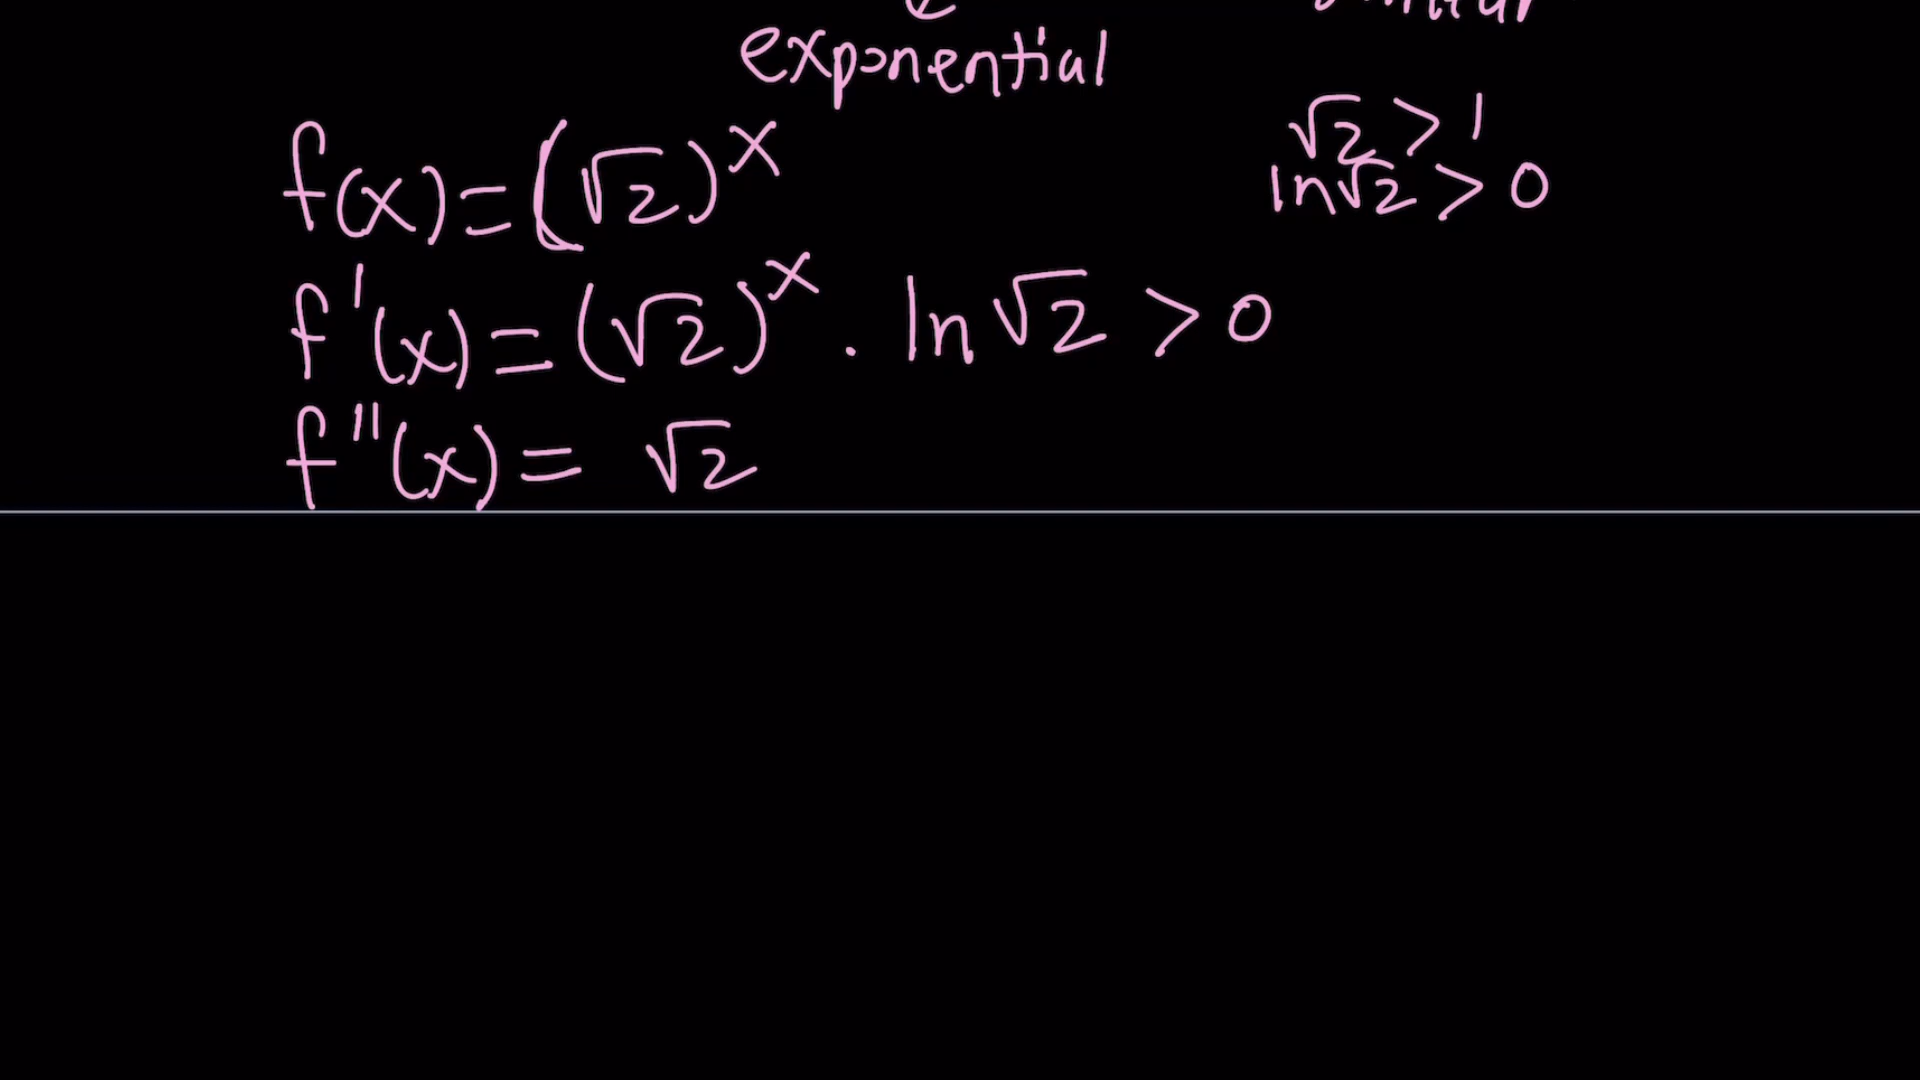 exponential
√2 > 1
f(x) = (√2)^x
ln√2 > 0
f'(x) = (√2)^x · ln√2 > 0
f''(x) = √2